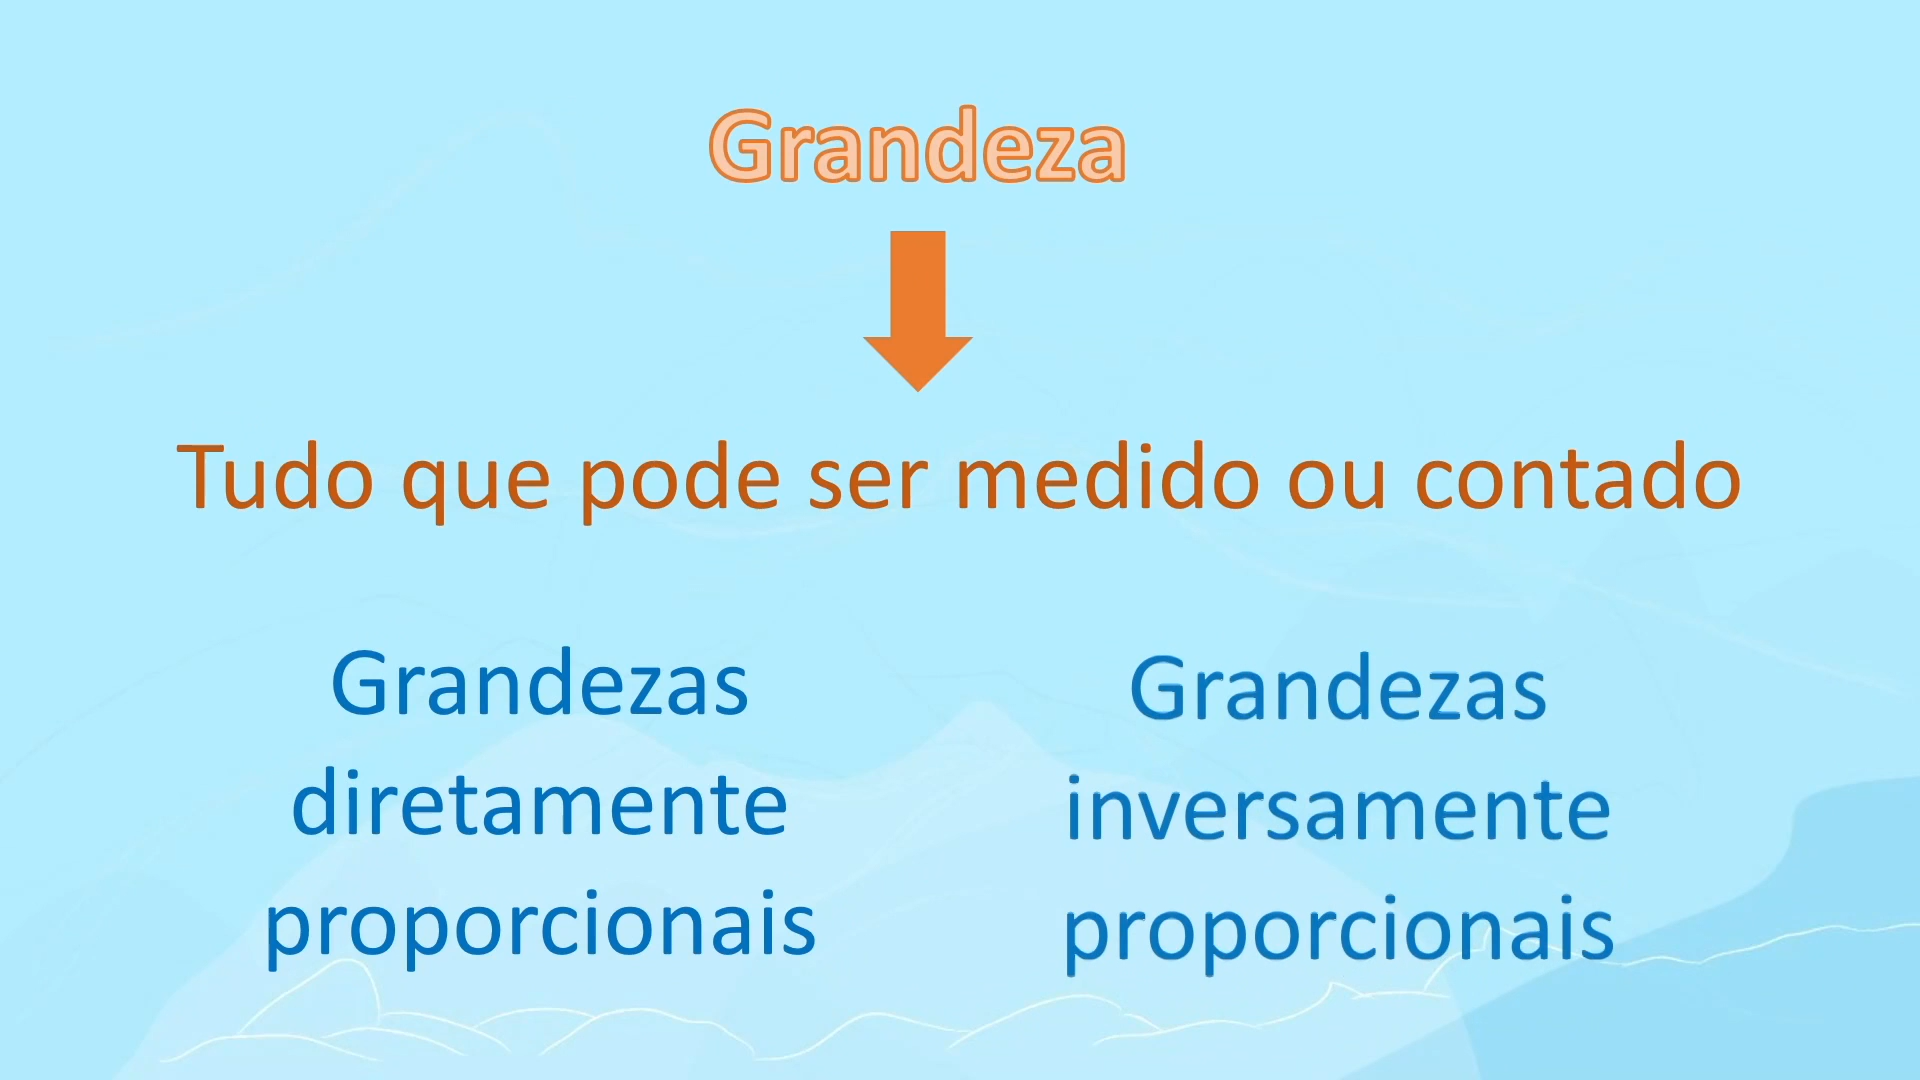 Grandeza
Tudo que pode ser medido ou contado
Grandezas
diretamente
proporcionais
Grandezas
inversamente
proporcionais